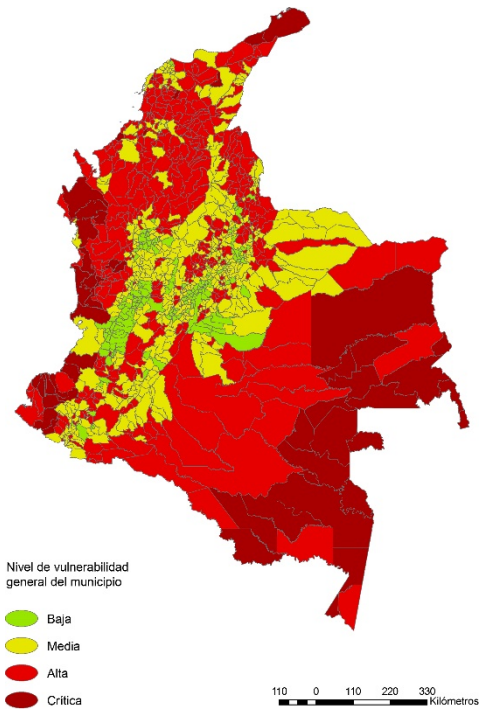 Nivel de vulnerabilidad
general del municipio
Baja
Media
Alta
Crítica
110 0 110 220 330
Kilómetros